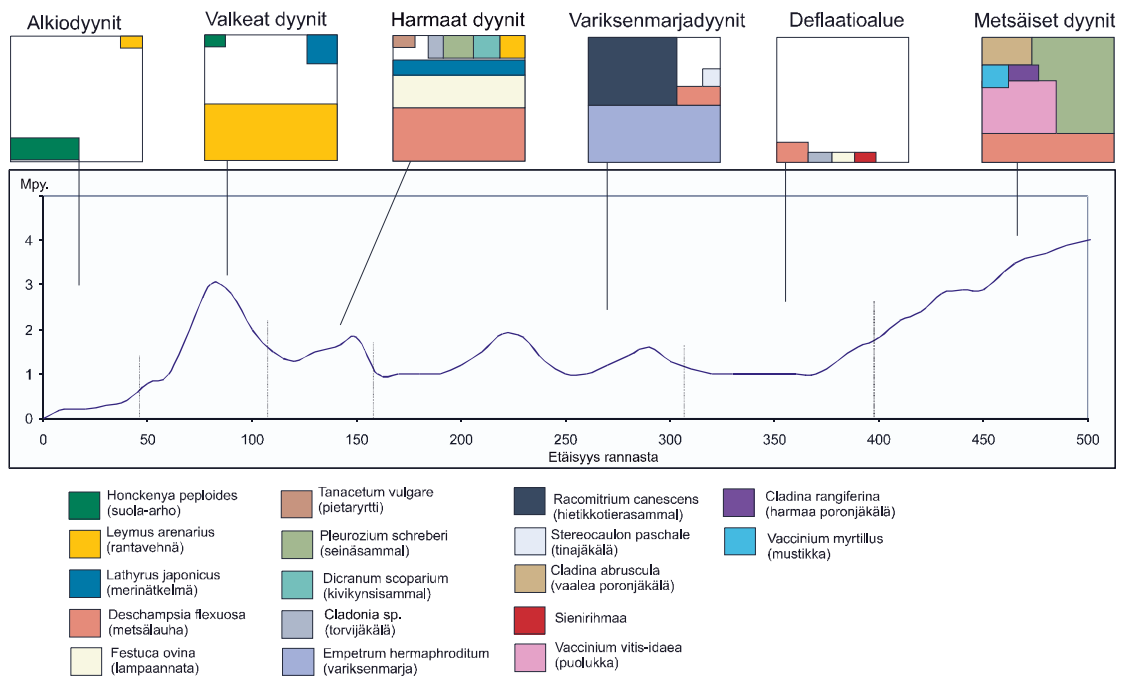 Alkiodyynit
Valkeat dyynit
Harmaat dyynit
Variksenmarjadyynit
Deflaatioalue
Metsäiset dyynit
Mpy.
4
3
2
1
0
0
50
100
150
200
250
300
350
400
450
500
Etäisyys rannasta
Honckenya peploides
(suola-arho)
Leymus arenarius
(rantavehnä)
Lathyrus japonicus
(merinätkelmä)
Deschampsia flexuosa
(metsälauha)
Festuca ovina
(lampaannata)
Tanacetum vulgare
(pietaryrtti)
Pleurozium schreberi
(seinäsammal)
Dicranum scoparium
(kivikynsisammal)
Cladonia sp.
(torvijäkälä)
Empetrum hermaphroditum
(variksenmarja)
Racomitrium canescens
(hietikkotierasammal)
Stereocaulon paschale
(tinajäkälä)
Cladina abruscula
(vaalea poronjäkälä)
Sienirihmaa
Vaccinium vitis-idaea
(puolukka)
Cladina rangiferina
(harmaa poronjäkälä)
Vaccinium myrtillus
(mustikka)